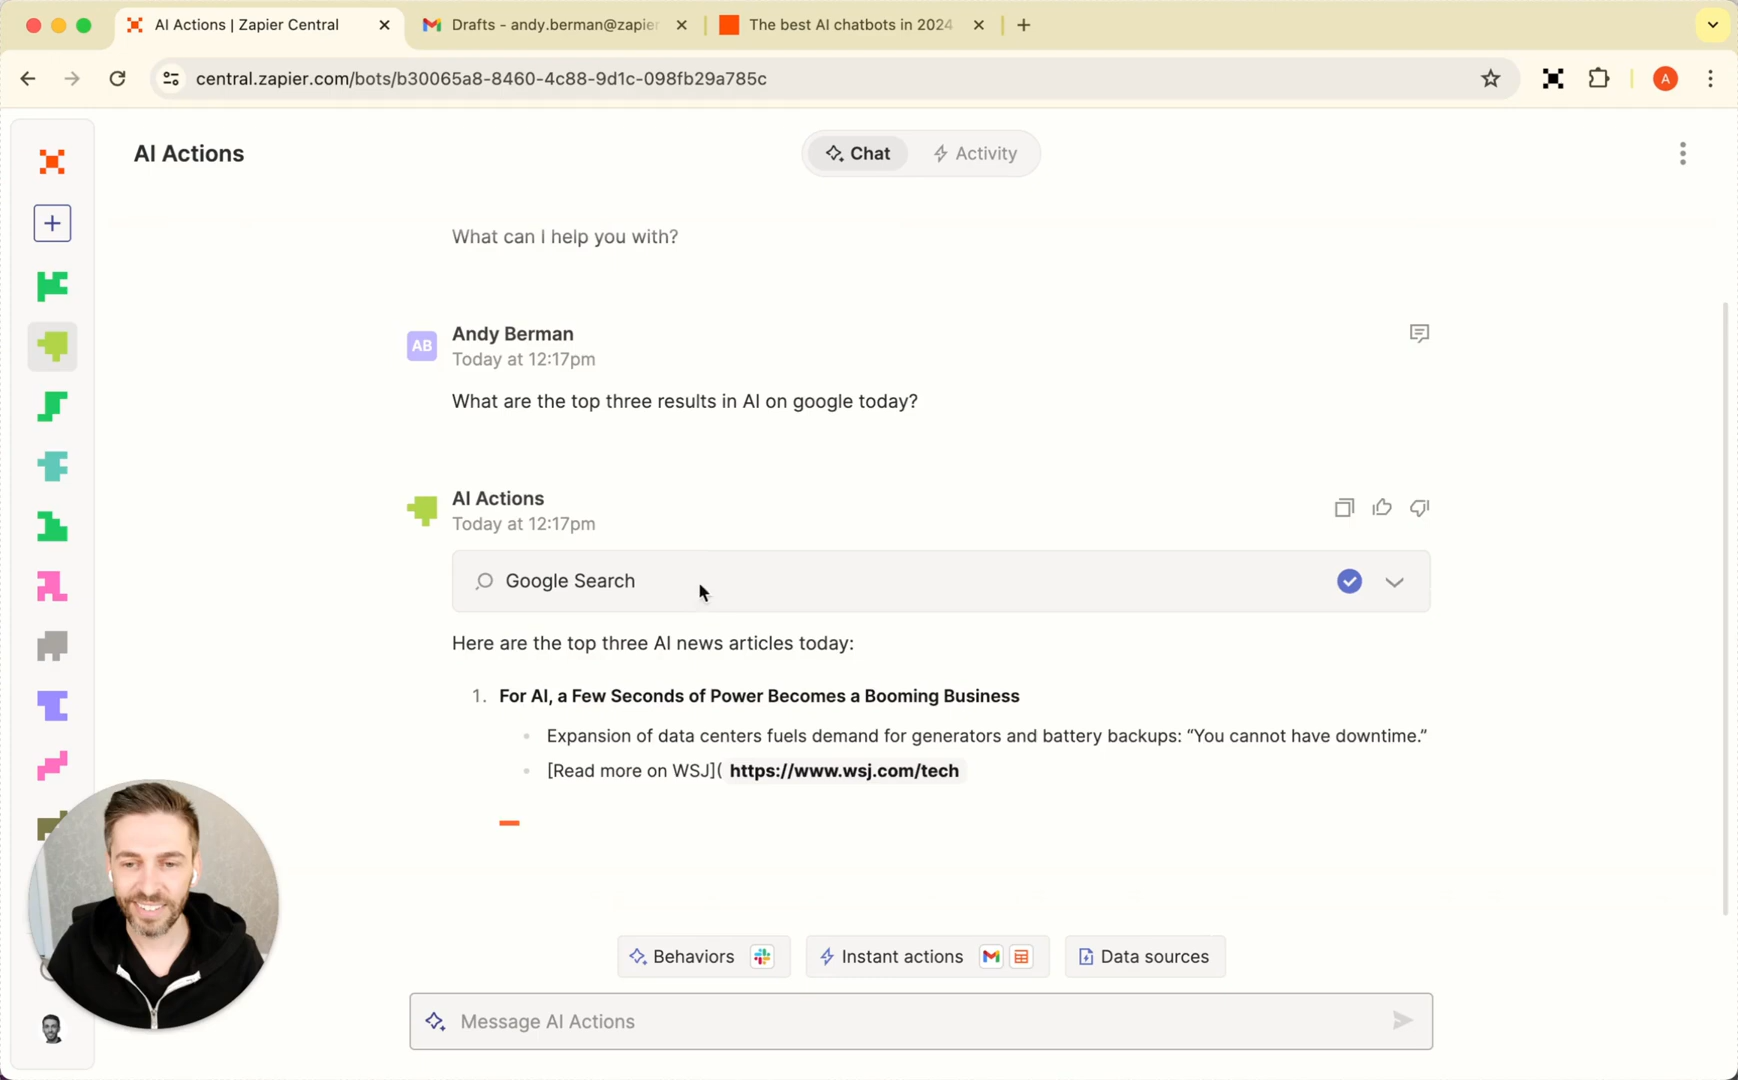 AI Actions | Zapier Central
Drafts - andy.berman@zapier
The best AI chatbots in 2024
central.zapier.com/bots/b30065a8-8460-4c88-9d1c-098fb29a785c
A
AI Actions
Chat
Activity
What can I help you with?
AB
Andy Berman
Today at 12:17pm
What are the top three results in AI on google today?
AI Actions
Today at 12:17pm
Google Search
Here are the top three AI news articles today:
1. For AI, a Few Seconds of Power Becomes a Booming Business
• Expansion of data centers fuels demand for generators and battery backups: “You cannot have downtime.”
• [Read more on WSJ]( https://www.wsj.com/tech
Behaviors
Instant actions
Data sources
Message AI Actions